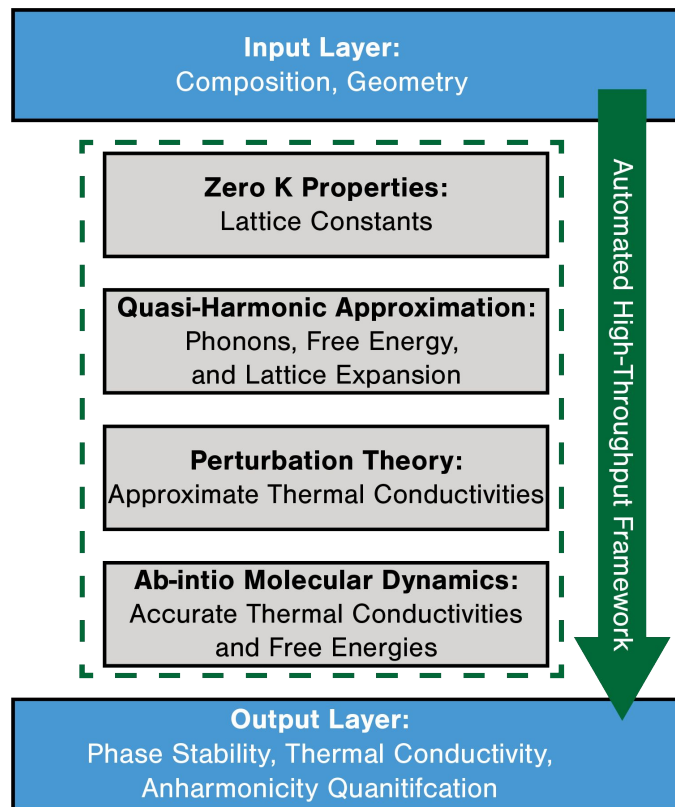 Input Layer:
Composition, Geometry
Zero K Properties:
Lattice Constants
Quasi-Harmonic Approximation:
Phonons, Free Energy,
and Lattice Expansion
Perturbation Theory:
Approximate Thermal Conductivities
Ab-intio Molecular Dynamics:
Accurate Thermal Conductivities
and Free Energies
Automated High-Throughput Framework
Output Layer:
Phase Stability, Thermal Conductivity,
Anharmonicity Quanitifcation